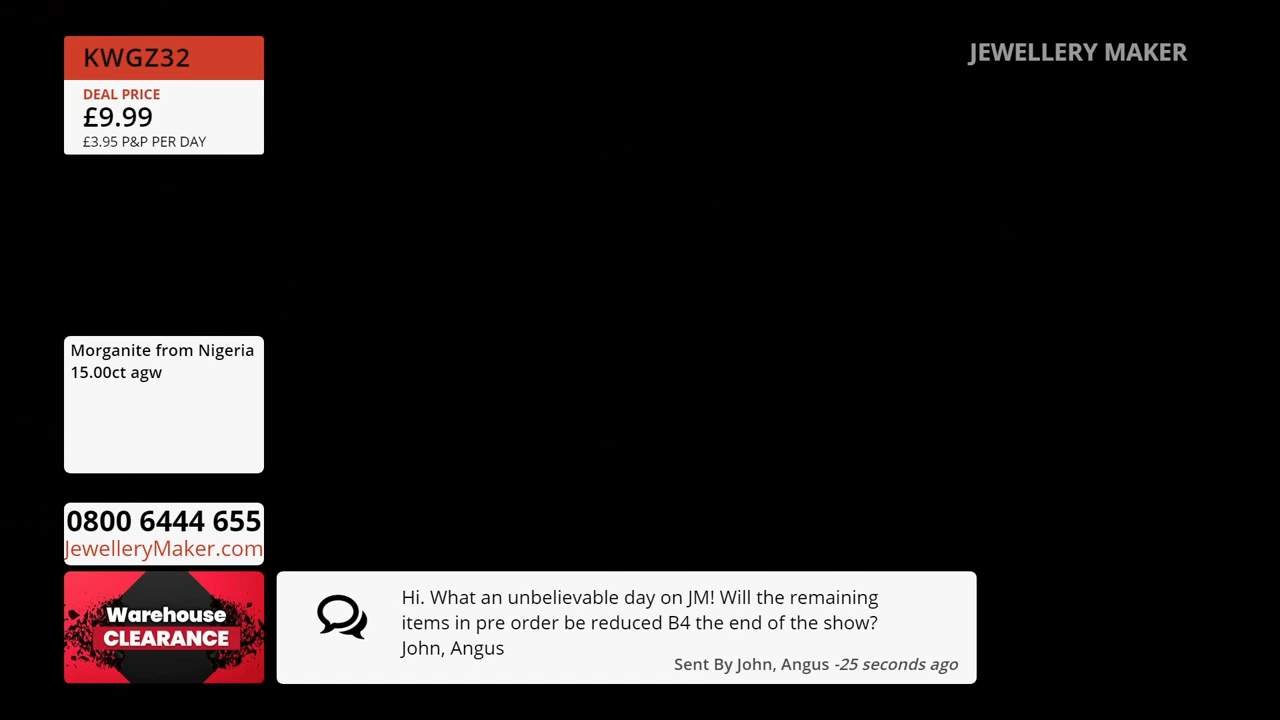 KWGZ32
DEAL PRICE
£9.99
£3.95 P&P PER DAY
JEWELLERY MAKER
Morganite from Nigeria
15.00ct agw
0800 6444 655
JewelleryMaker.com
Warehouse
CLEARANCE
Hi. What an unbelievable day on JM! Will the remaining
items in pre order be reduced B4 the end of the show?
John, Angus
Sent By John, Angus -25 seconds ago